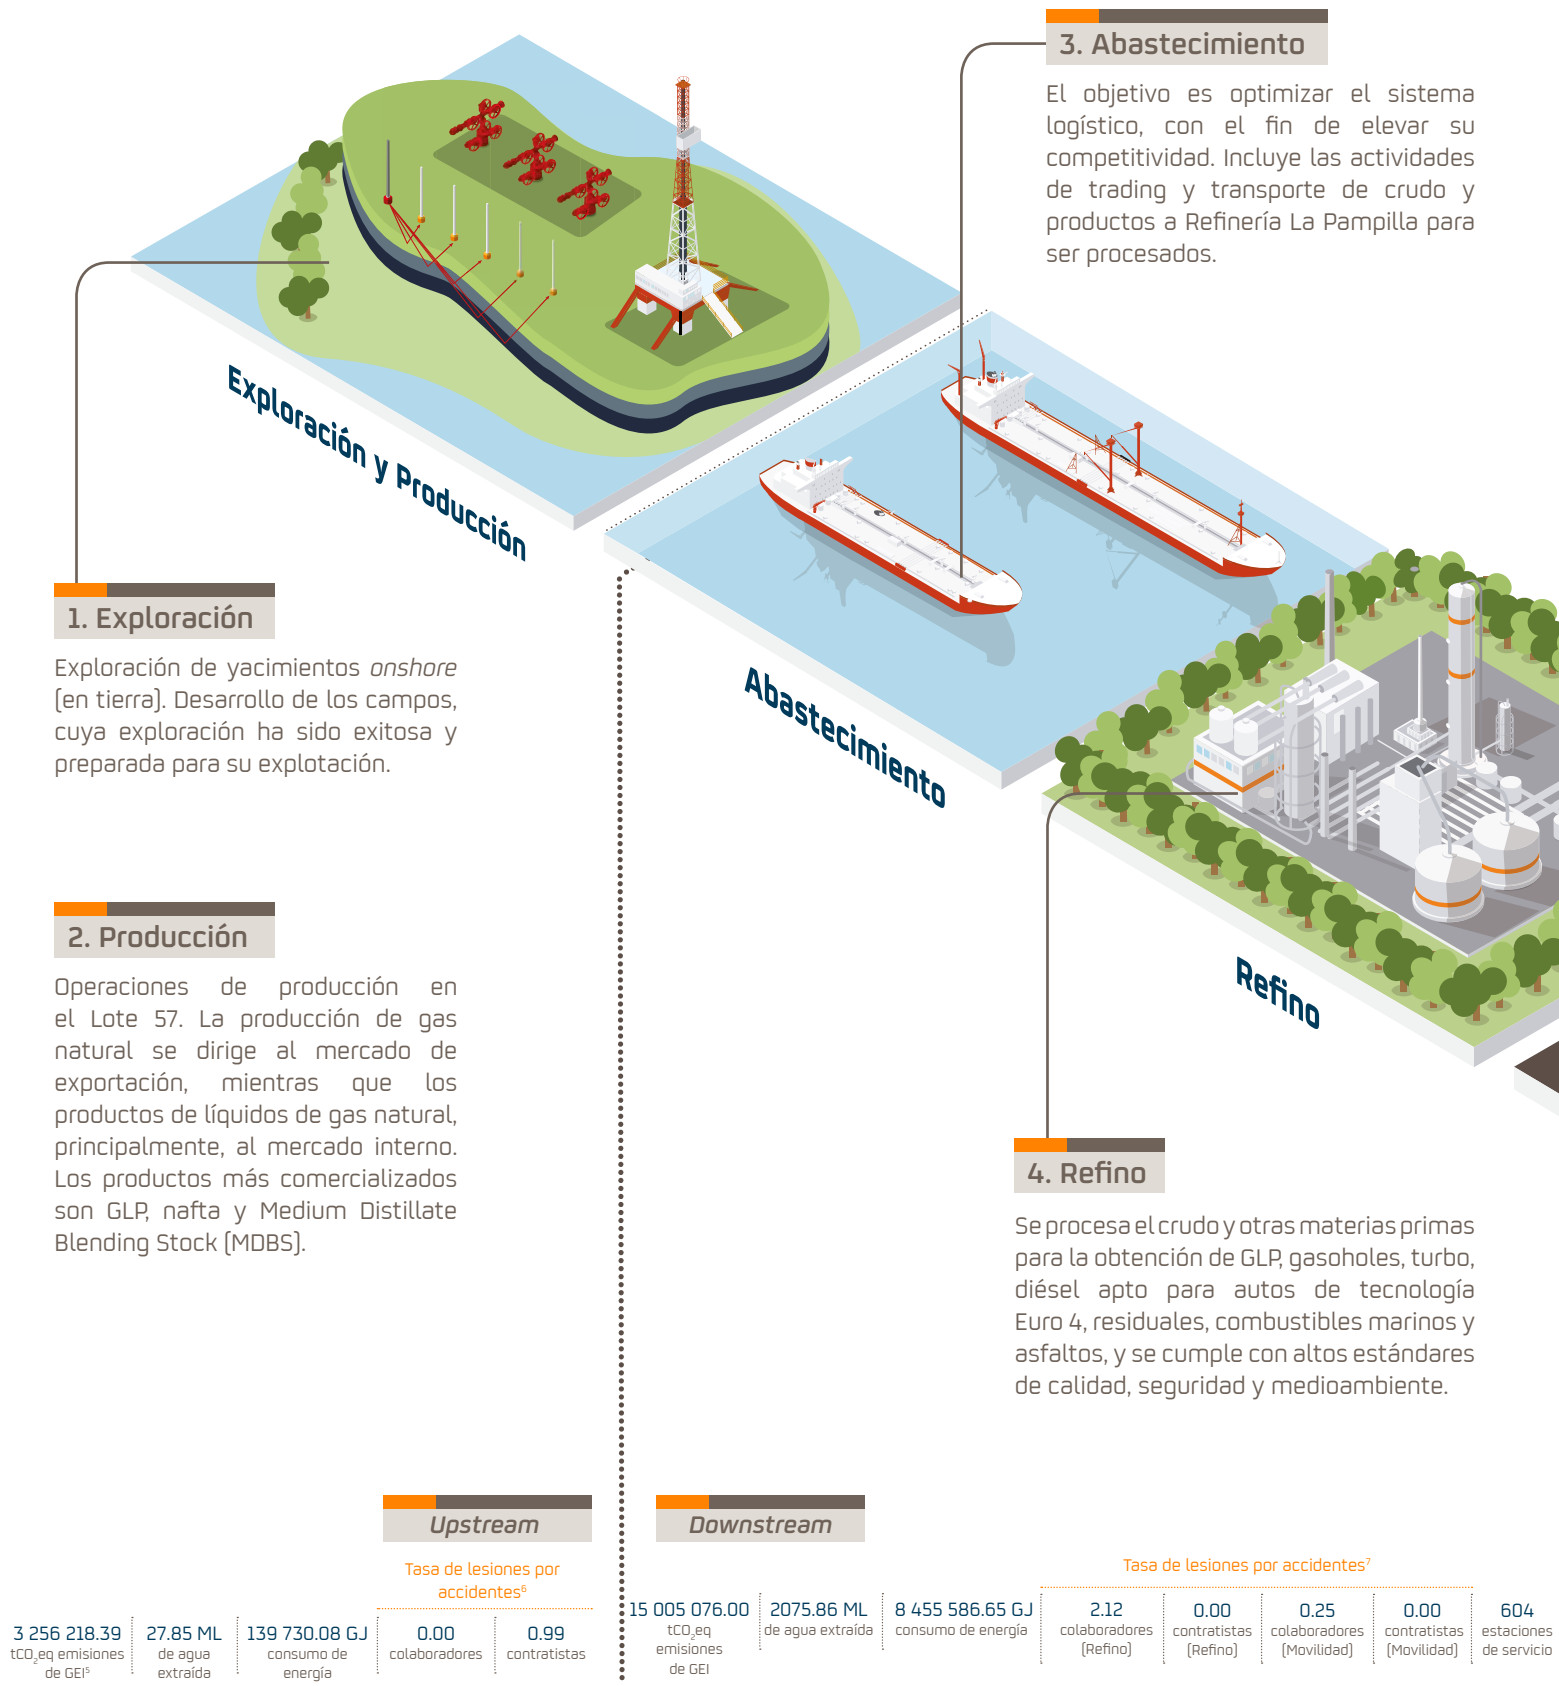 3. Abastecimiento
El objetivo es optimizar el sistema
logístico, con el fin de elevar su
competitividad. Incluye las actividades
de trading y transporte de crudo y
productos a Refinería La Pampilla para
ser procesados.
Exploración y Producción
1. Exploración
Exploración de yacimientos onshore
(en tierra). Desarrollo de los campos,
cuya exploración ha sido exitosa y
preparada para su explotación.
Abastecimiento
2. Producción
Operaciones de producción en
el Lote 57. La producción de gas
natural se dirige al mercado de
exportación, mientras que los
productos de líquidos de gas natural,
principalmente, al mercado interno.
Los productos más comercializados
son GLP, nafta y Medium Distillate
Blending Stock (MDBS).
Refino
4. Refino
Se procesa el crudo y otras materias primas
para la obtención de GLP, gasoholes, turbo,
diésel apto para autos de tecnología
Euro 4, residuales, combustibles marinos y
asfaltos, y se cumple con altos estándares
de calidad, seguridad y medioambiente.
Upstream
Tasa de lesiones por
accidentes6
3 256 218.39
tCO2eq emisiones
de GEI5
27.85 ML
de agua
extraída
139 730.08 GJ
consumo de
energía
0.00
colaboradores
0.99
contratistas
Downstream
Tasa de lesiones por accidentes7
15 005 076.00
tCO2eq
emisiones
de GEI
2075.86 ML
de agua extraída
8 455 586.65 GJ
consumo de energía
2.12
colaboradores
(Refino)
0.00
contratistas
(Refino)
0.25
colaboradores
(Movilidad)
0.00
contratistas
(Movilidad)
604
estaciones
de servicio